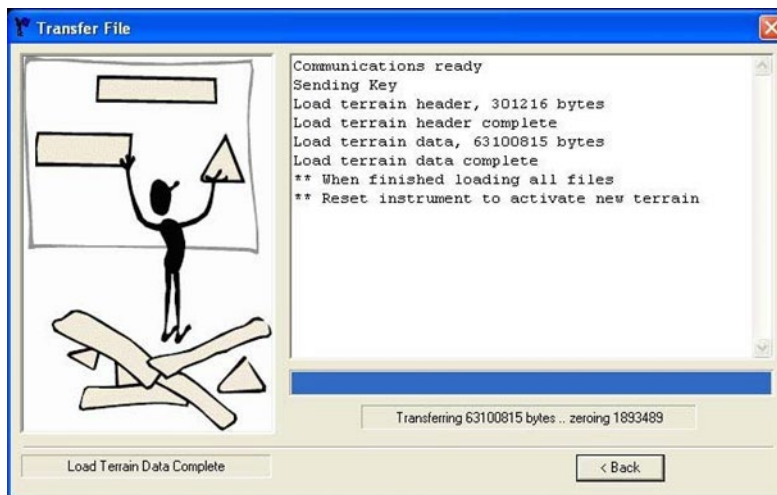 Transfer File
Communications ready
Sending Key
Load terrain header, 301216 bytes
Load terrain header complete
Load terrain data, 63100815 bytes
Load terrain data complete
** When finished loading all files
** Reset instrument to activate new terrain
Transferring 63100815 bytes .. zeroing 1893489
Load Terrain Data Complete
< Back